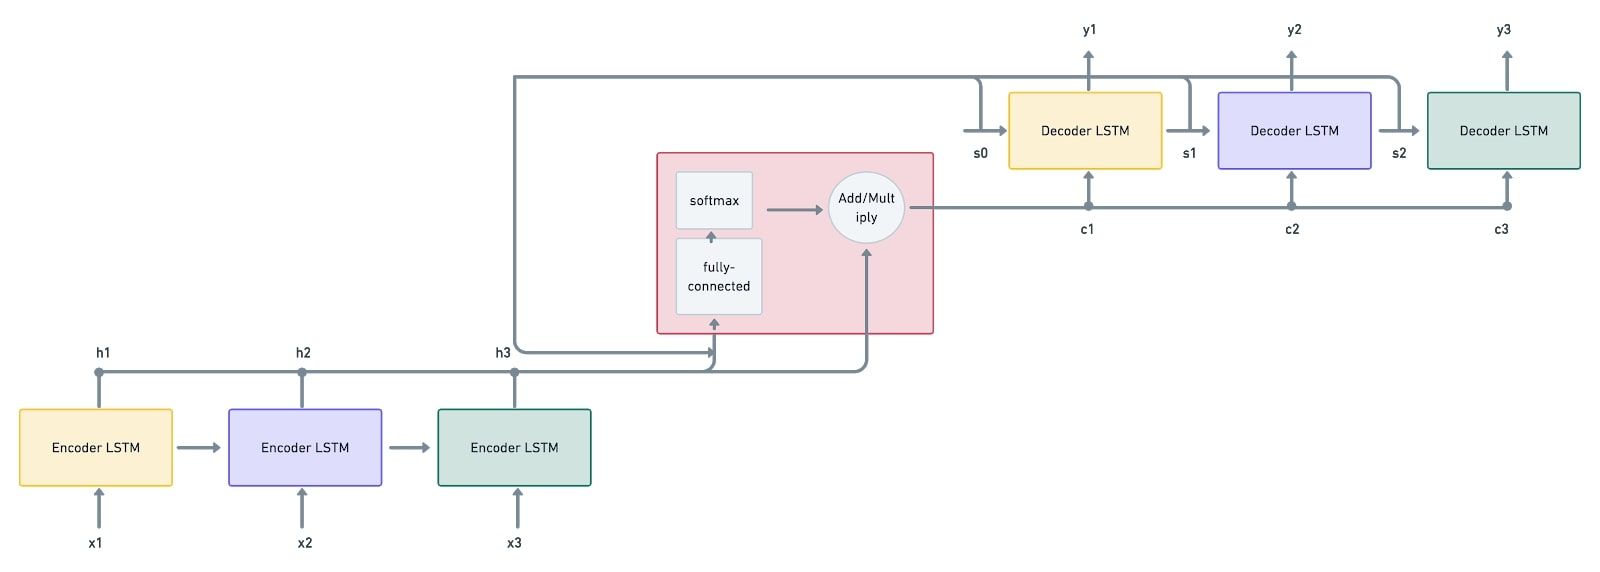 y1
y2
y3
Decoder LSTM
Decoder LSTM
Decoder LSTM
s0
s1
s2
softmax
Add/Mult
iply
c1
c2
c3
fully-
connected
h1
h2
h3
Encoder LSTM
Encoder LSTM
Encoder LSTM
x1
x2
x3